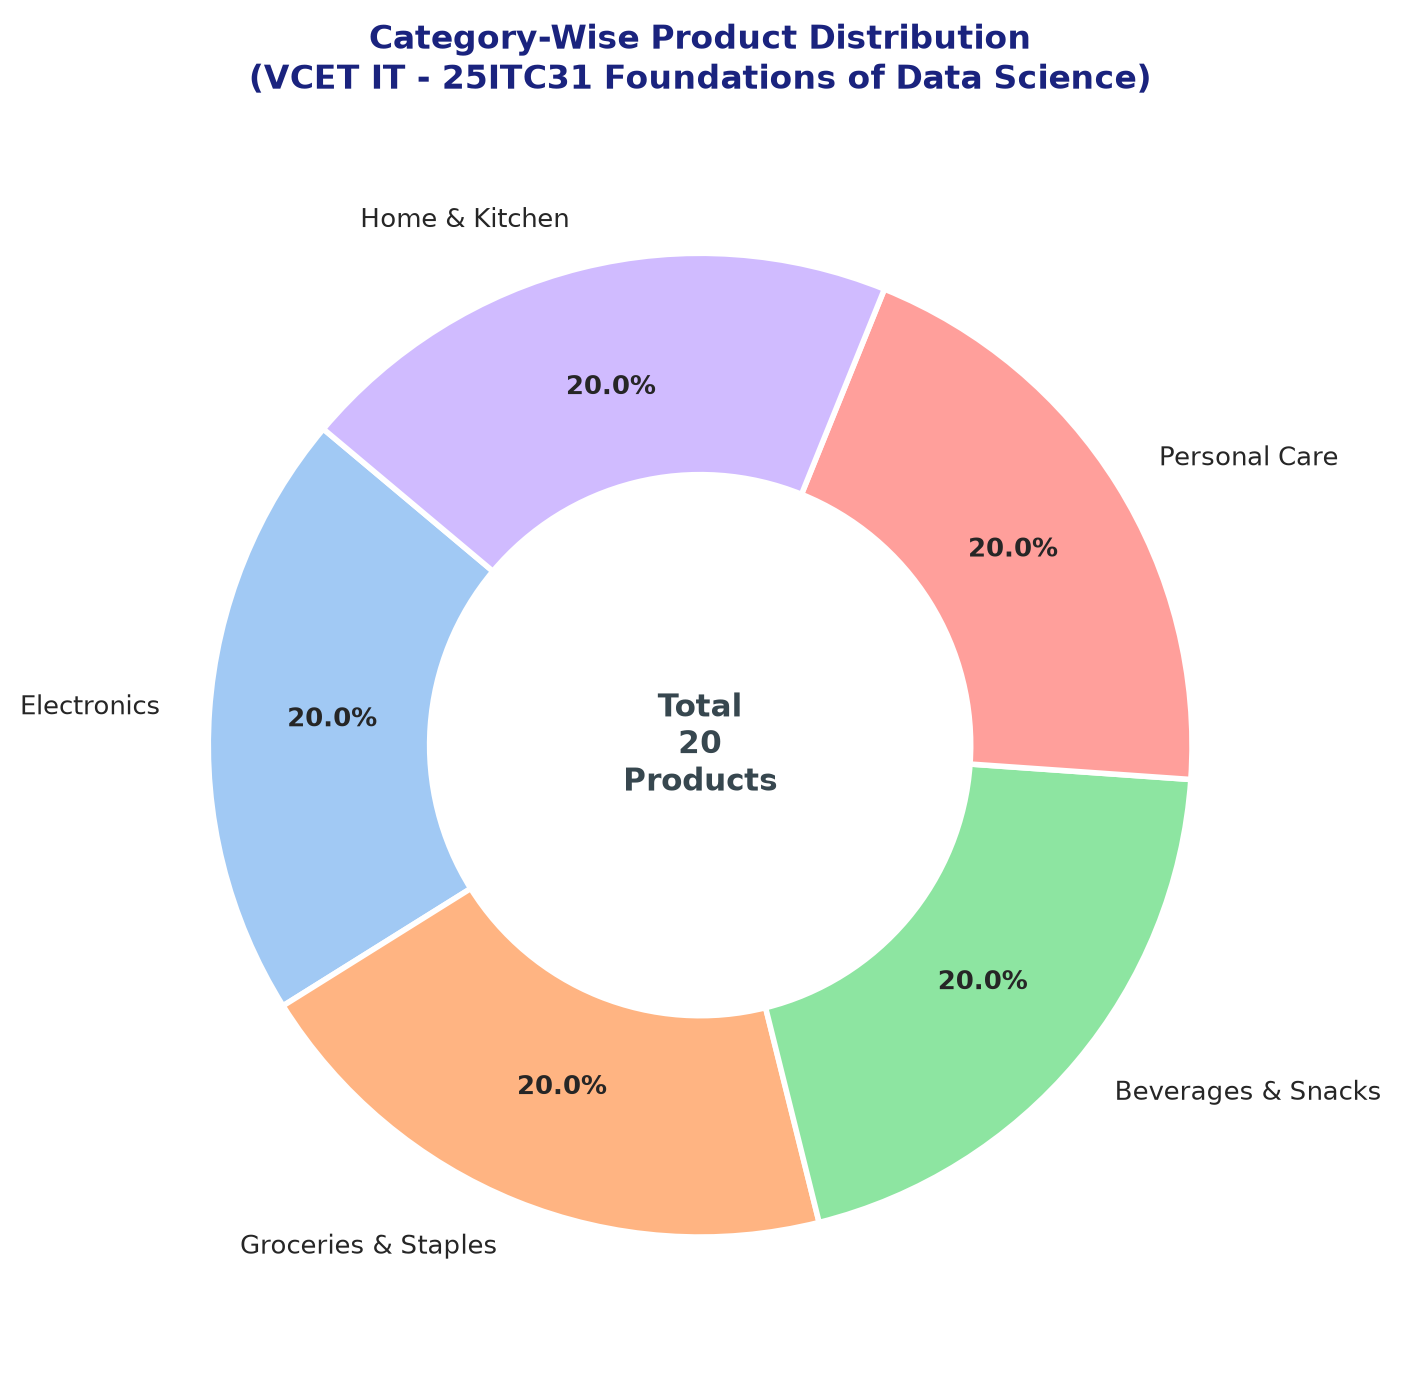 Category-Wise Product Distribution
(VCET IT - 25ITC31 Foundations of Data Science)
Home & Kitchen
20.0%
Personal Care
20.0%
Electronics
20.0%
Total
20
Products
20.0%
Beverages & Snacks
20.0%
Groceries & Staples